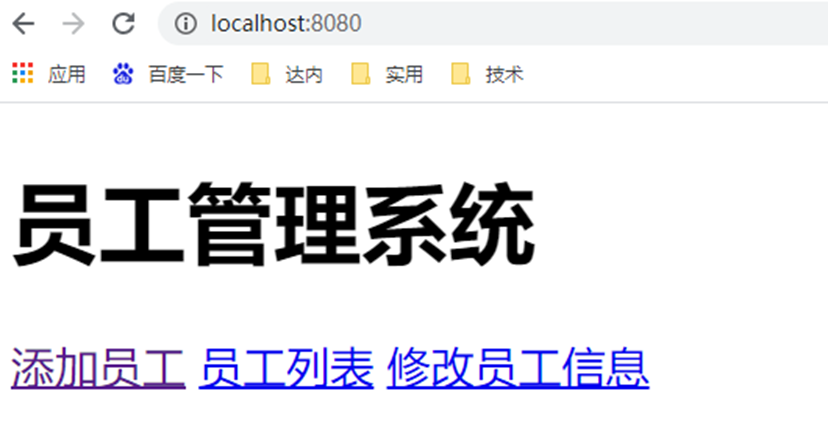 localhost:8080
应用 百度一下 达内 实用 技术
员工管理系统
添加员工 员工列表 修改员工信息